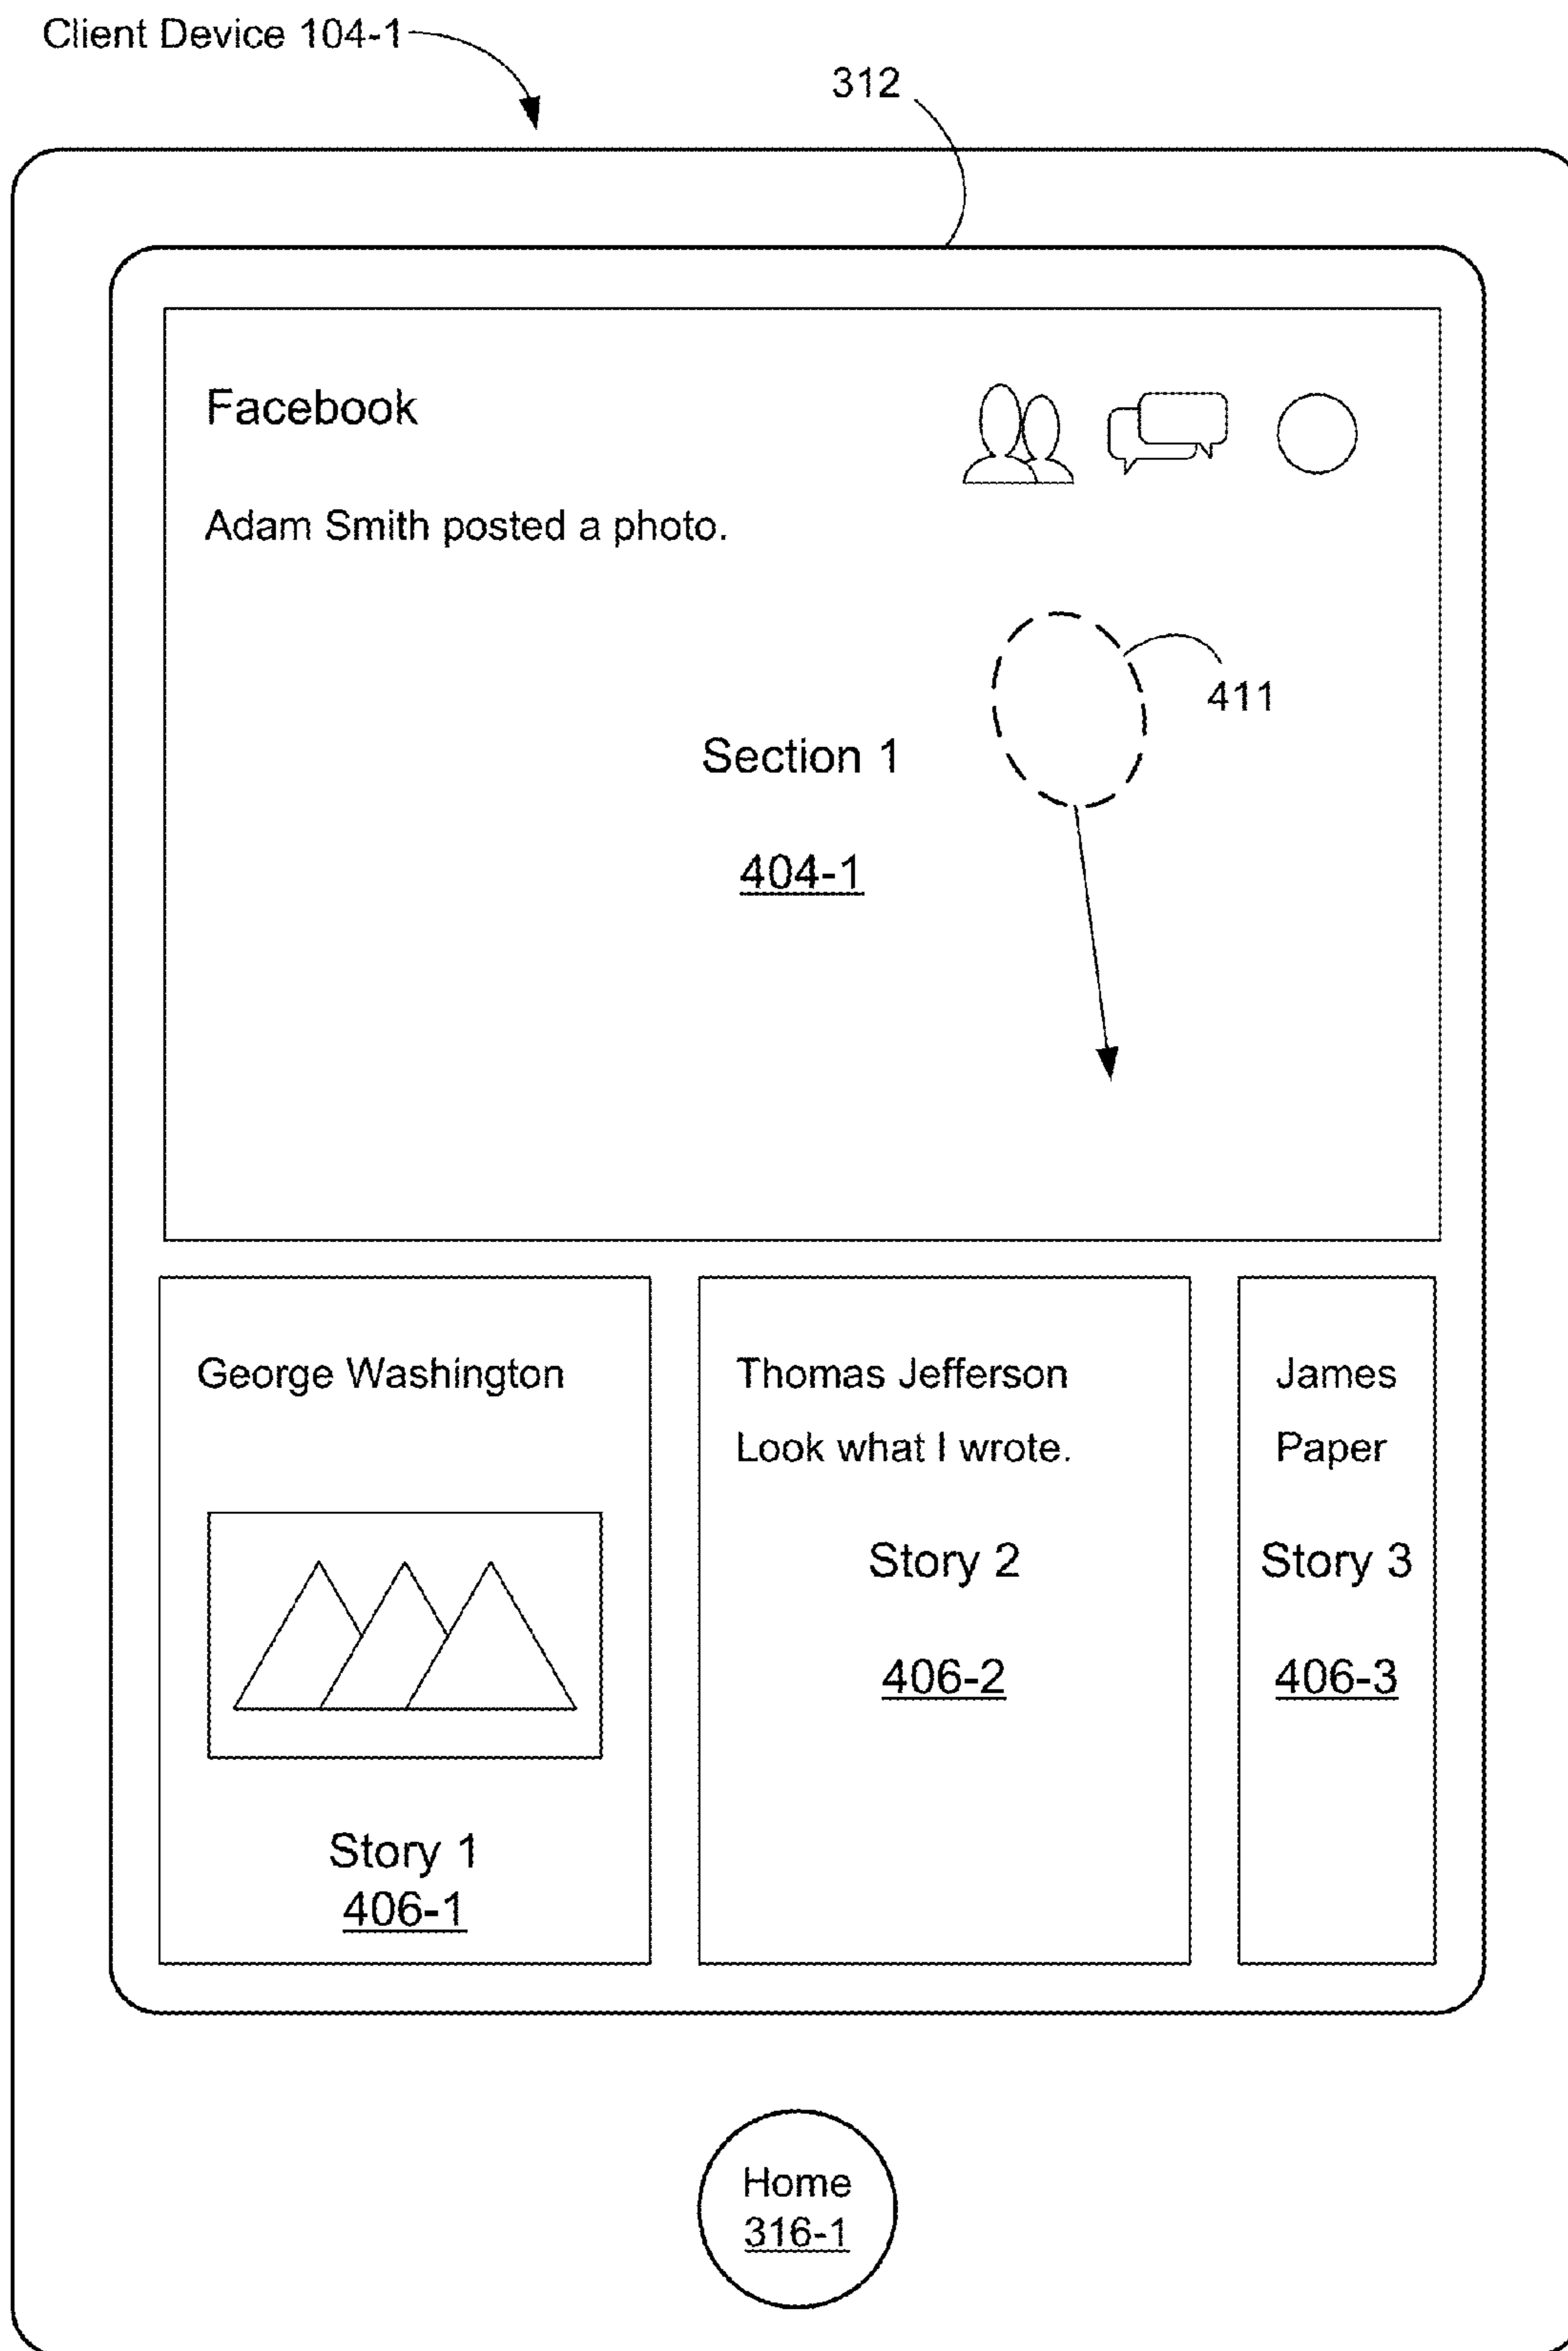 Client Device 104-1
312
Facebook
Adam Smith posted a photo.
411
Section 1
404-1
George Washington
Story 1
406-1
Thomas Jefferson
Look what I wrote.
Story 2
406-2
James
Paper
Story 3
406-3
Home
316-1